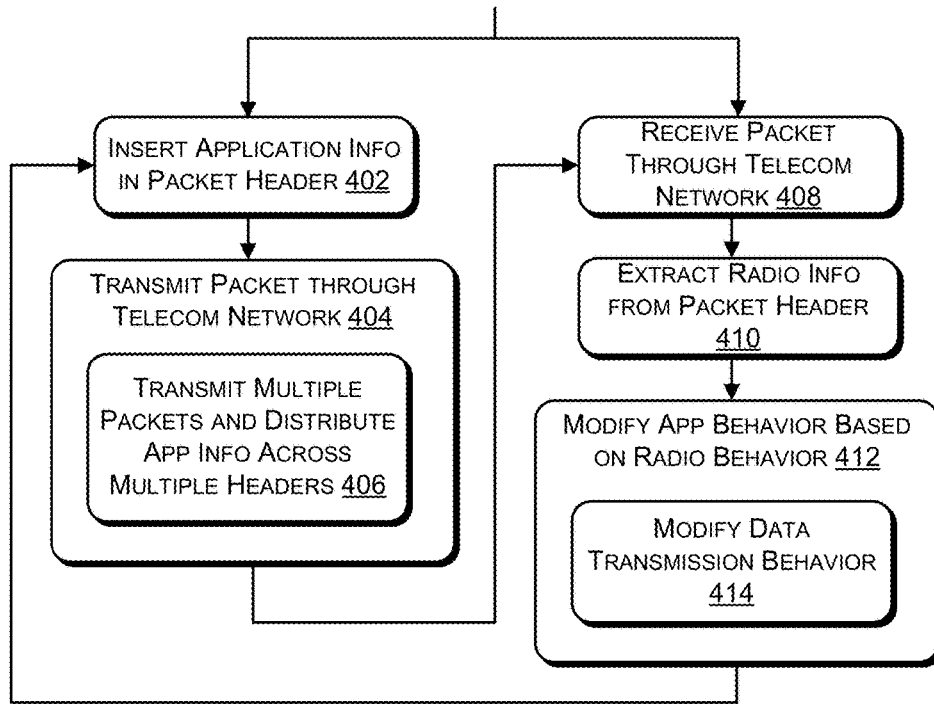 INSERT APPLICATION INFO
IN PACKET HEADER 402
TRANSMIT PACKET THROUGH
TELECOM NETWORK 404
TRANSMIT MULTIPLE
PACKETS AND DISTRIBUTE
APP INFO ACROSS
MULTIPLE HEADERS 406
RECEIVE PACKET
THROUGH TELECOM
NETWORK 408
EXTRACT RADIO INFO
FROM PACKET HEADER
410
MODIFY APP BEHAVIOR BASED
ON RADIO BEHAVIOR 412
MODIFY DATA
TRANSMISSION BEHAVIOR
414